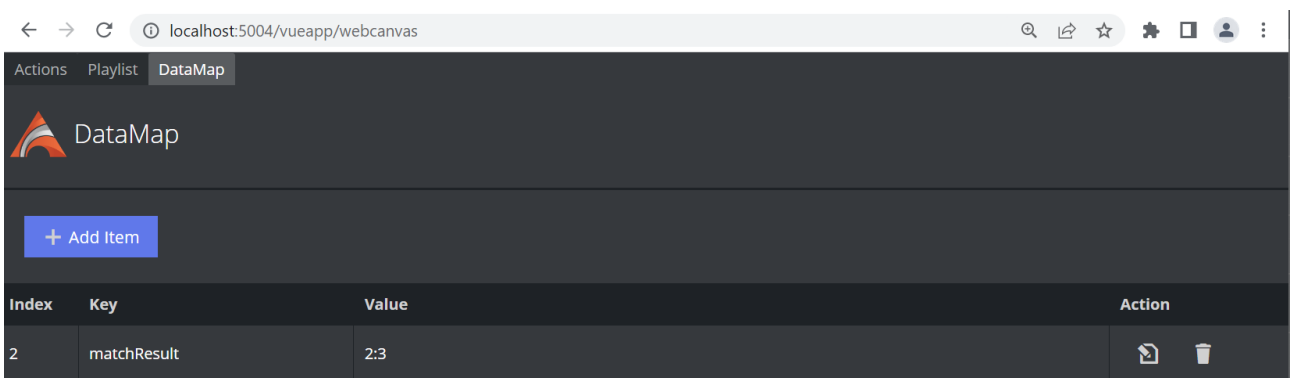 localhost:5004/vueapp/webcanvas
Actions Playlist DataMap
DataMap
+ Add Item
Index Key Value Action
2 matchResult 2:3